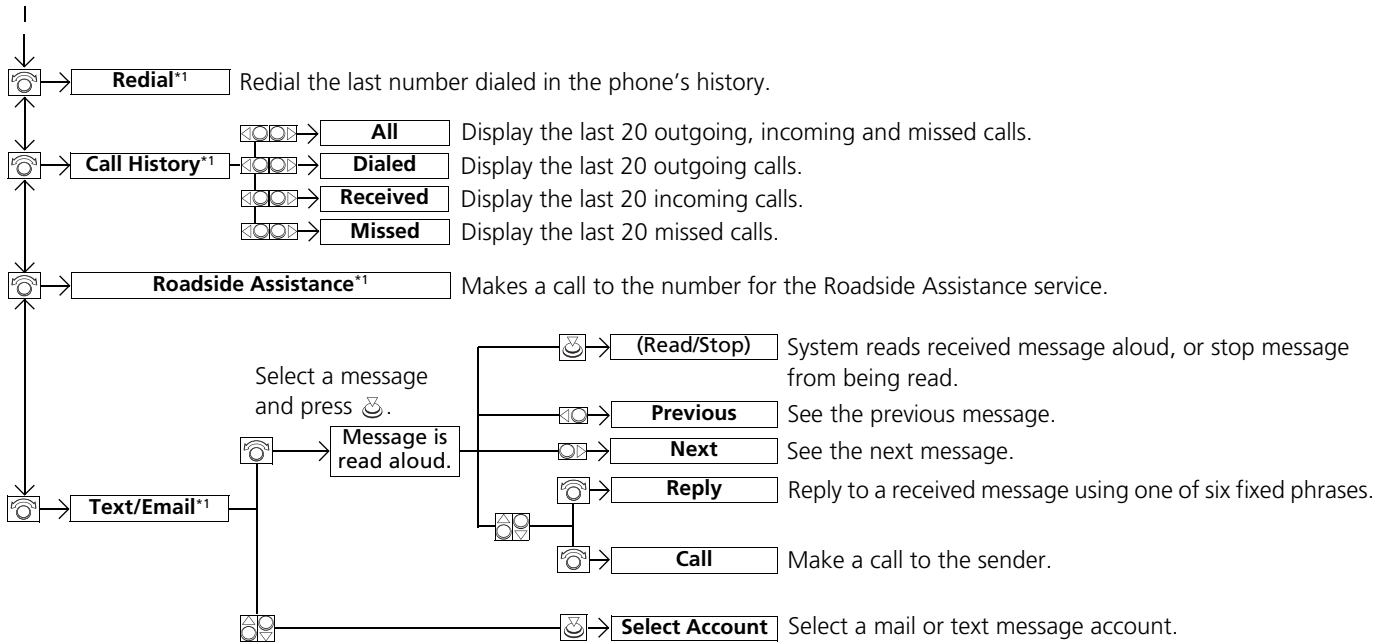 Redial*1 Redial the last number dialed in the phone's history.
All Display the last 20 outgoing, incoming and missed calls.
Call History*1 Dialed Display the last 20 outgoing calls.
Received Display the last 20 incoming calls.
Missed Display the last 20 missed calls.
Roadside Assistance*1 Makes a call to the number for the Roadside Assistance service.
(Read/Stop) System reads received message aloud, or stop message
from being read.
Select a message
and press .
Previous See the previous message.
Message is
read aloud.
Next See the next message.
Reply Reply to a received message using one of six fixed phrases.
Text/Email*1
Call Make a call to the sender.
Select Account Select a mail or text message account.